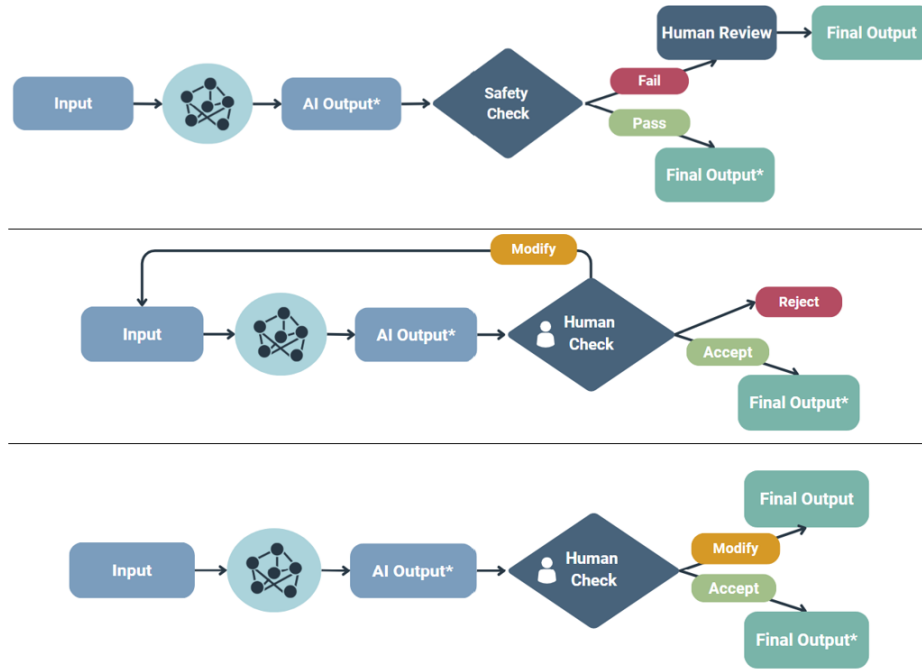 Human Review
Final Output
Fail
Input
AI Output*
Safety
Check
Pass
Final Output*
Modify
Reject
Input
AI Output*
Human
Check
Accept
Final Output*
Final Output
Modify
Input
AI Output*
Human
Check
Accept
Final Output*